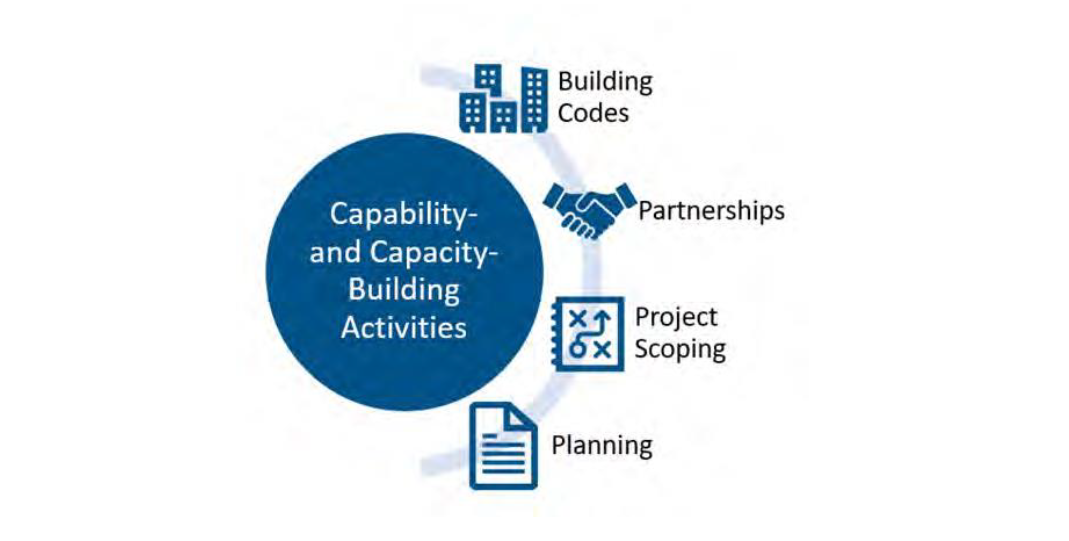 Capability-
and Capacity-
Building
Activities
Building
Codes
Partnerships
Project
Scoping
Planning